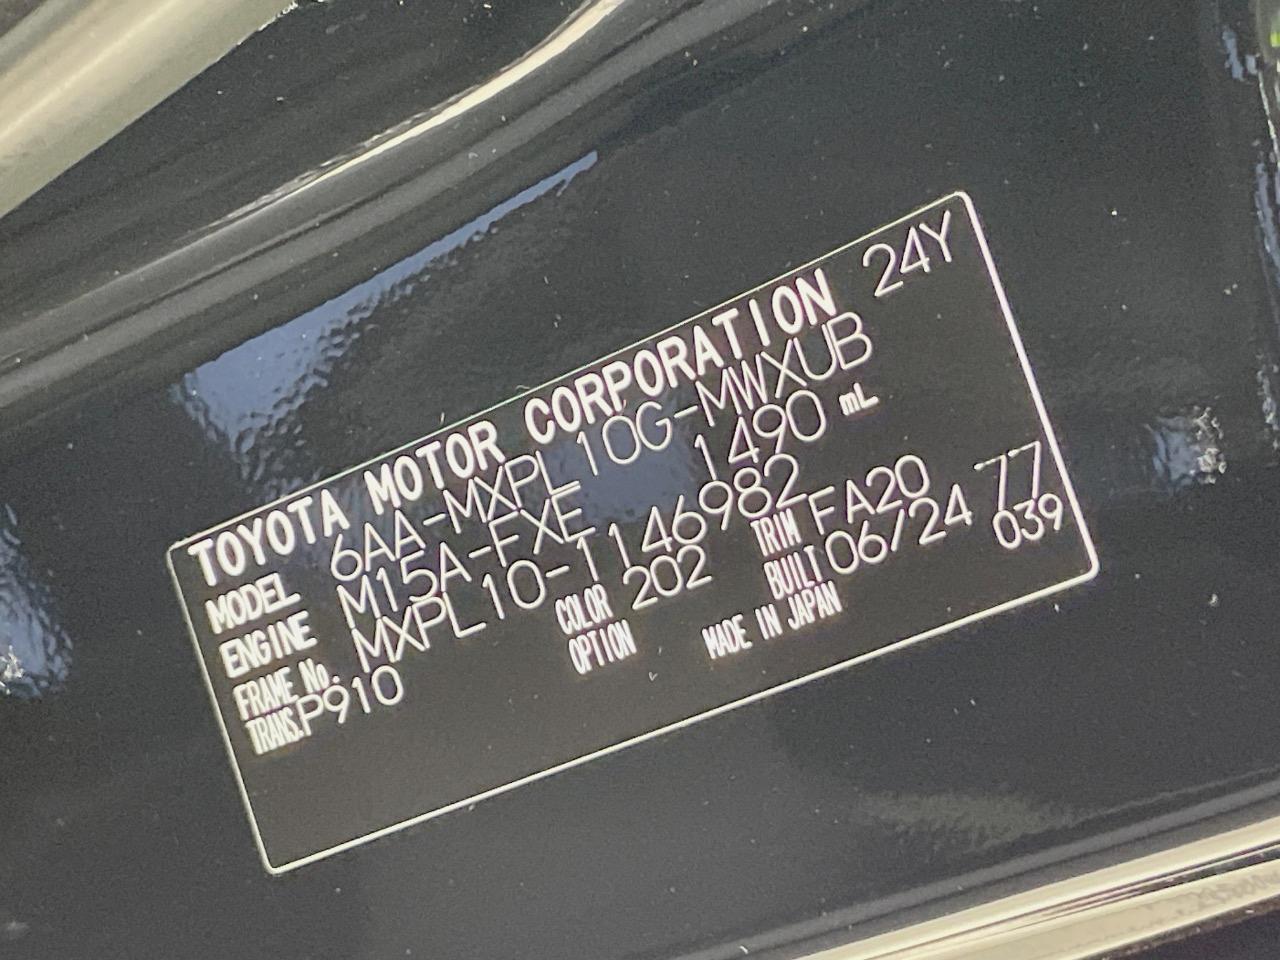 TOYOTA MOTOR CORPORATION 24Y
MODEL 6AA-MXPL10G-MWXUB
ENGINE M15A-FXE 1490 mL
FRAME No. MXPL10-1146982
COLOR 202 TRIM FA20 77
TRANS. P910 OPTION BUILT 06/24 039
MADE IN JAPAN